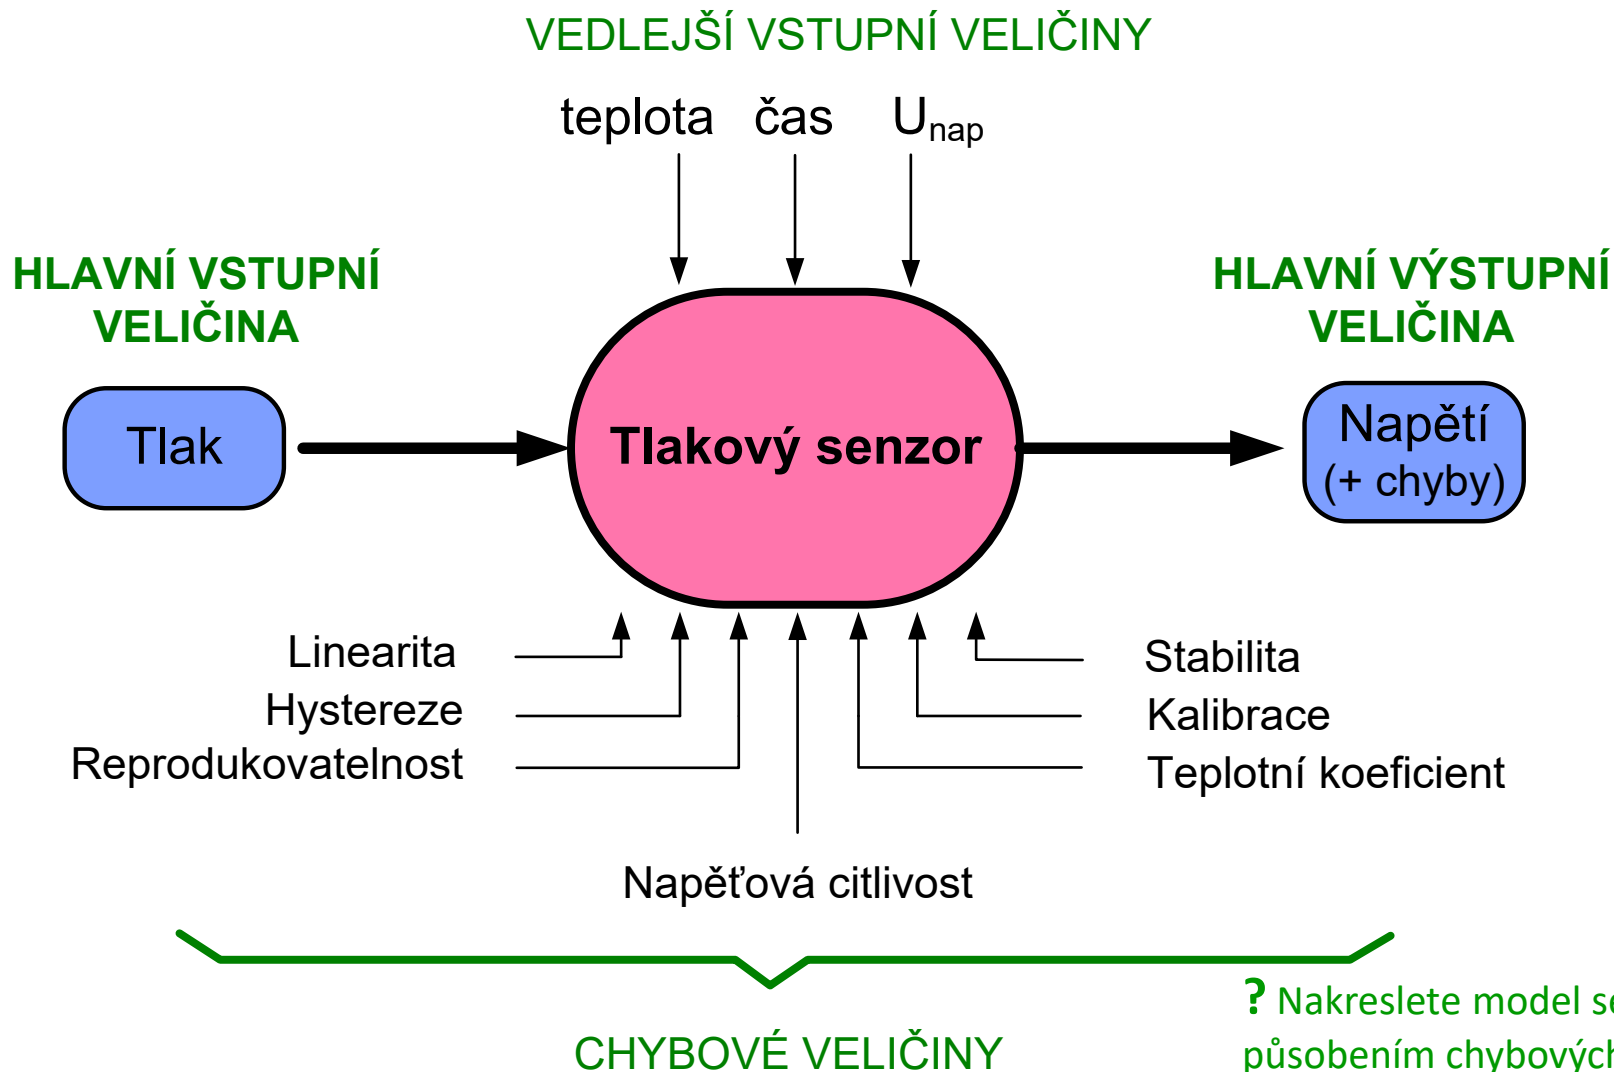 VEDLEJŠÍ VSTUPNÍ VELIČINY
teplota čas Unap
HLAVNÍ VSTUPNÍ
VELIČINA
HLAVNÍ VÝSTUPNÍ
VELIČINA
Tlak
Tlakový senzor
Napětí
(+ chyby)
Linearita
Hystereze
Reprodukovatelnost
Stabilita
Kalibrace
Teplotní koeficient
Napěťová citlivost
CHYBOVÉ VELIČINY
? Nakreslete model
působením chybových